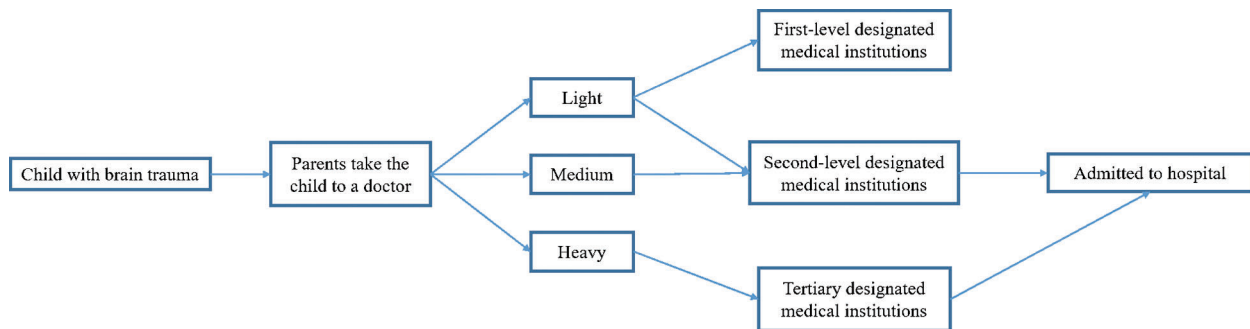 Child with brain trauma
Parents take the
child to a doctor
Light
Medium
Heavy
First-level designated
medical institutions
Second-level designated
medical institutions
Tertiary designated
medical institutions
Admitted to hospital